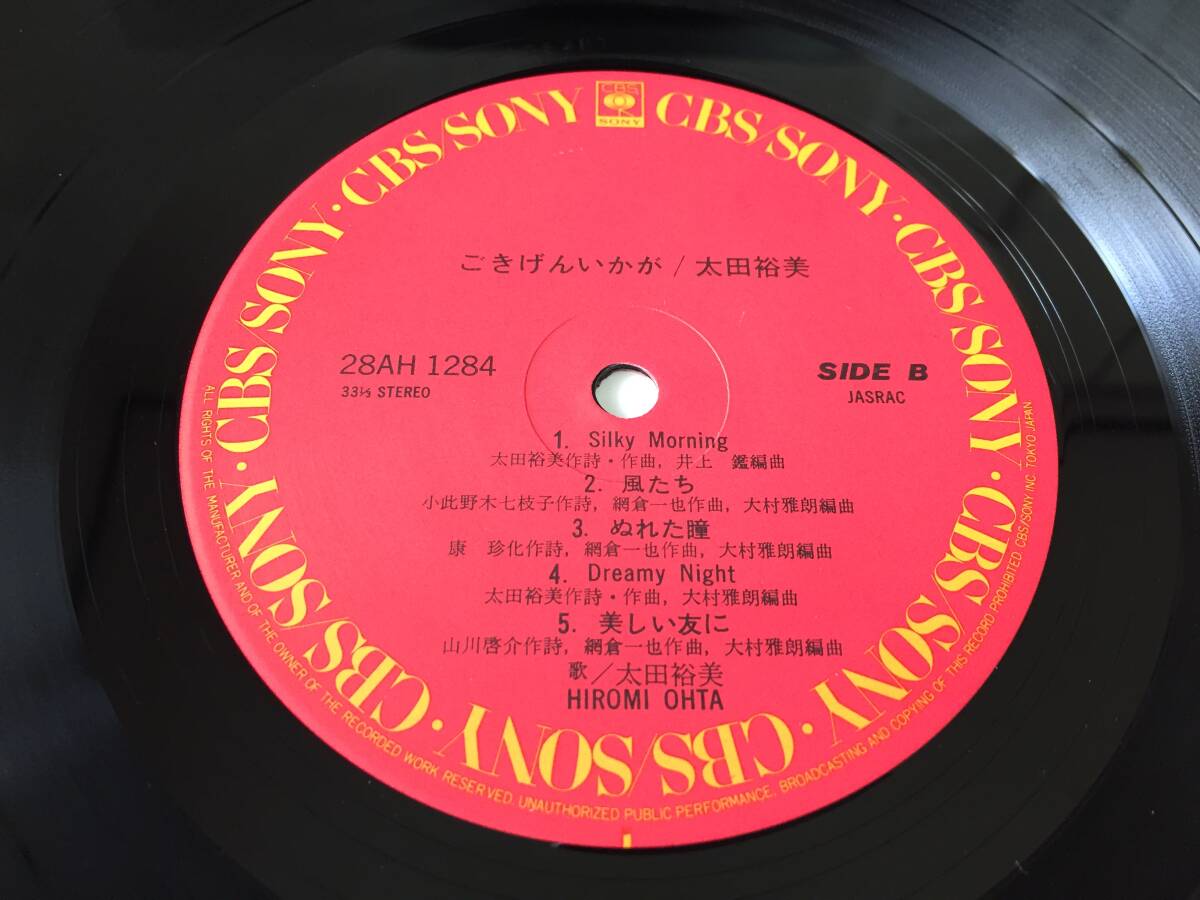 CBS
SONY
CBS/SONY · CBS/SONY · CBS/SONY · CBS/SONY · CBS/SONY · CBS/SONY · CBS/SONY · CBS/SONY
ごきげんいかが / 太田裕美
28AH 1284
33⅓ STEREO
SIDE B
JASRAC
1. Silky Morning
太田裕美作詩・作曲, 井上 鑑編曲
2. 風たち
小此野木七枝子作詩, 網倉一也作曲, 大村雅朗編曲
3. ぬれた瞳
康 珍化作詩, 網倉一也作曲, 大村雅朗編曲
4. Dreamy Night
太田裕美作詩・作曲, 大村雅朗編曲
5. 美しい友に
山川啓介作詩, 網倉一也作曲, 大村雅朗編曲
歌/太田裕美
HIROMI OHTA
ALL RIGHTS OF THE MANUFACTURER AND OF THE OWNER OF THE RECORDED WORK RESERVED. UNAUTHORIZED PUBLIC PERFORMANCE, BROADCASTING AND COPYING OF THIS RECORD PROHIBITED CBS/SONY INC. TOKYO JAPAN